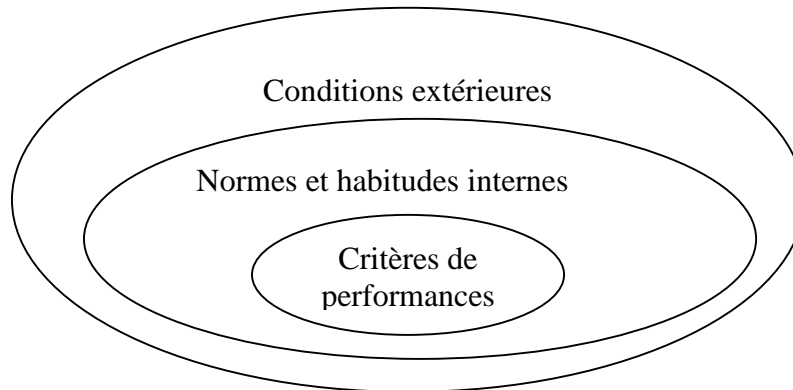 Conditions extérieures
Normes et habitudes internes
Critères de
performances